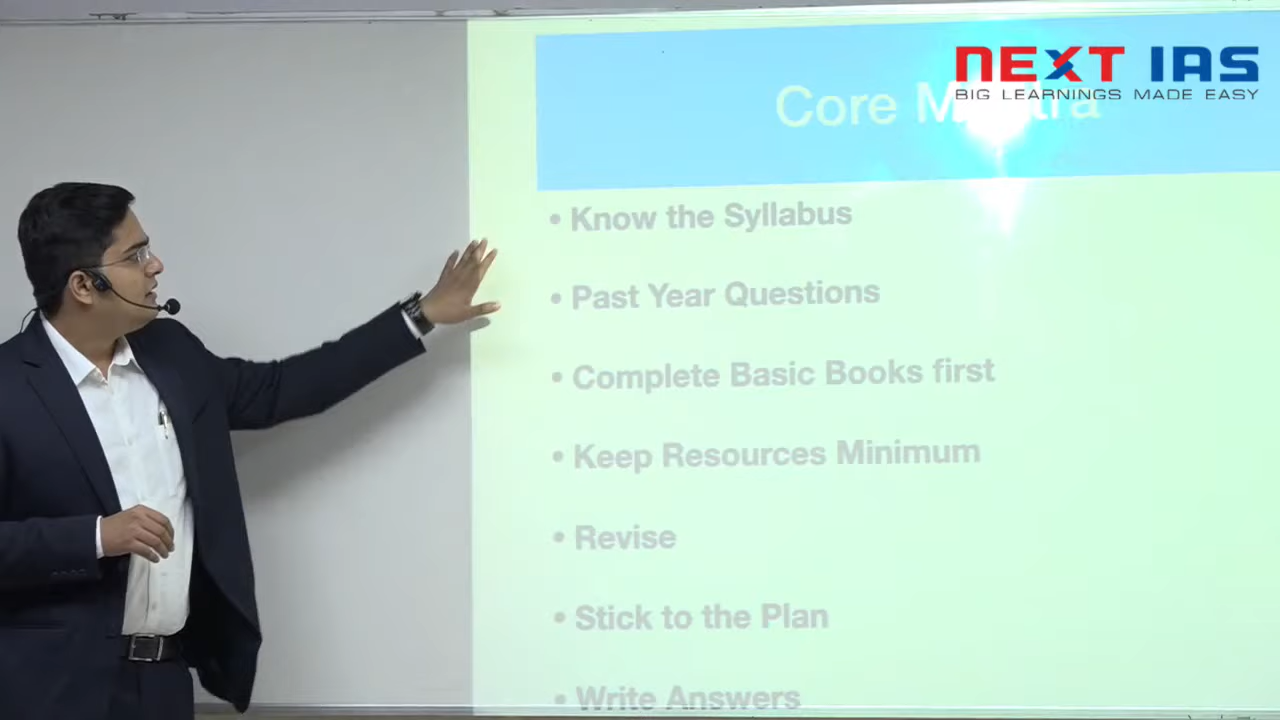 NEXT IAS
BIG LEARNINGS MADE EASY
Core Mantra
• Know the Syllabus
• Past Year Questions
• Complete Basic Books first
• Keep Resources Minimum
• Revise
• Stick to the Plan
• Write Answers